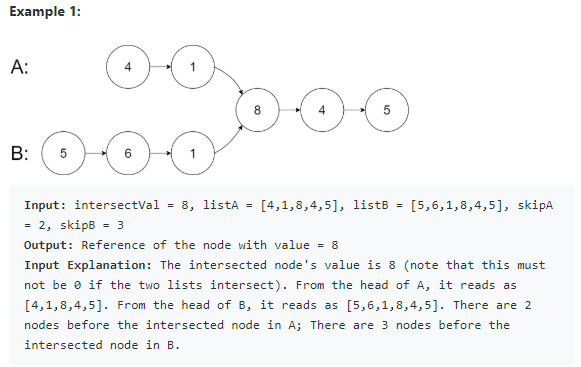 Example 1:
A: 4 1
8 4 5
B: 5 6 1
Input: intersectVal = 8, listA = [4,1,8,4,5], listB = [5,6,1,8,4,5], skipA
= 2, skipB = 3
Output: Reference of the node with value = 8
Input Explanation: The intersected node's value is 8 (note that this must
not be 0 if the two lists intersect). From the head of A, it reads as
[4,1,8,4,5]. From the head of B, it reads as [5,6,1,8,4,5]. There are 2
nodes before the intersected node in A; There are 3 nodes before the
intersected node in B.